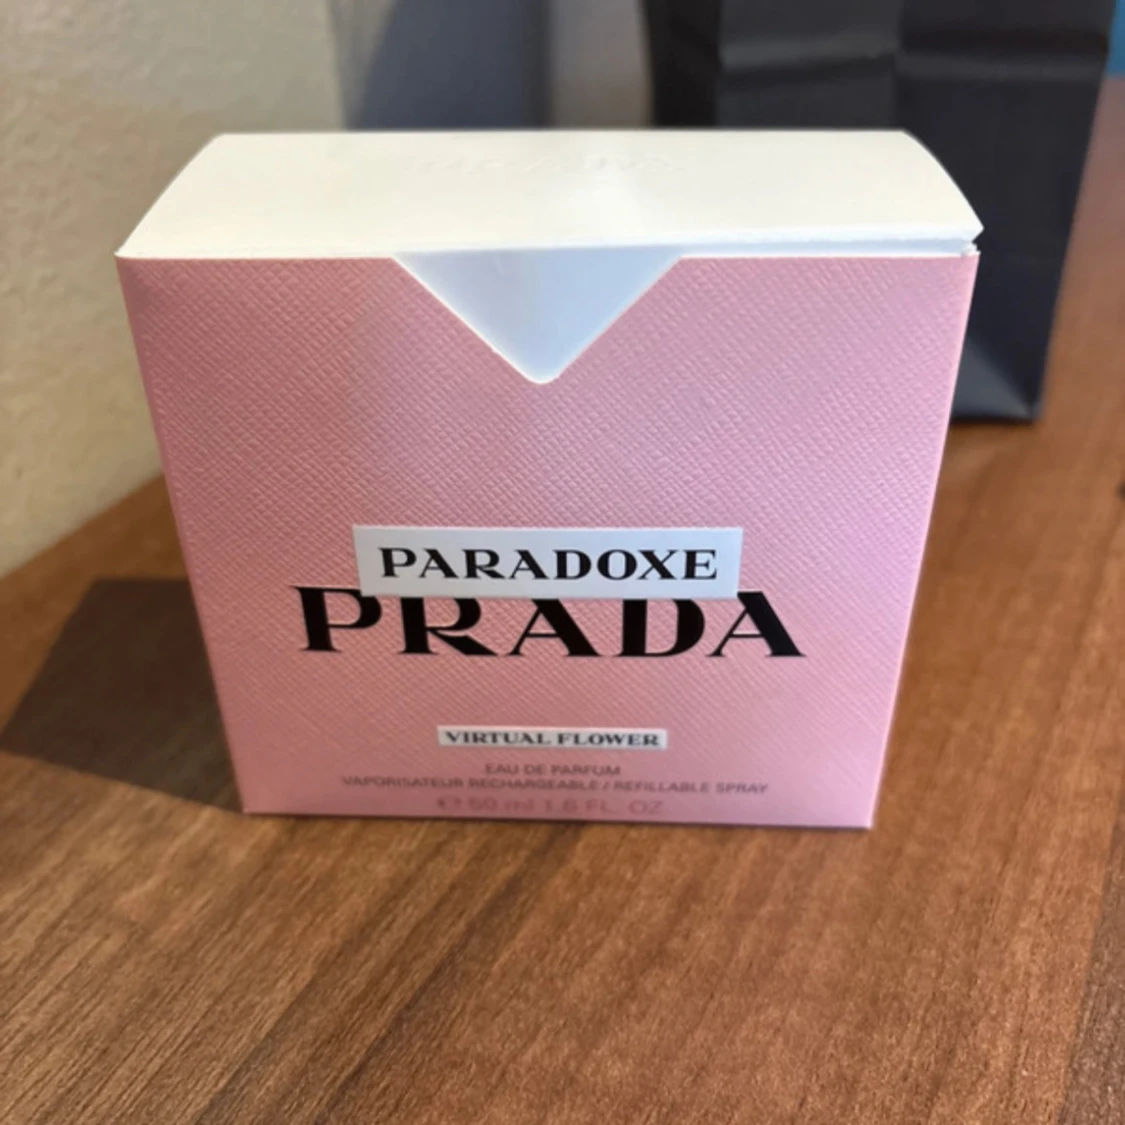 PARADOXE
PRADA
VIRTUAL FLOWER
EAU DE PARFUM
VAPORISATEUR RECHARGEABLE / REFILLABLE SPRAY
℮ 50 ml 1.6 FL. OZ